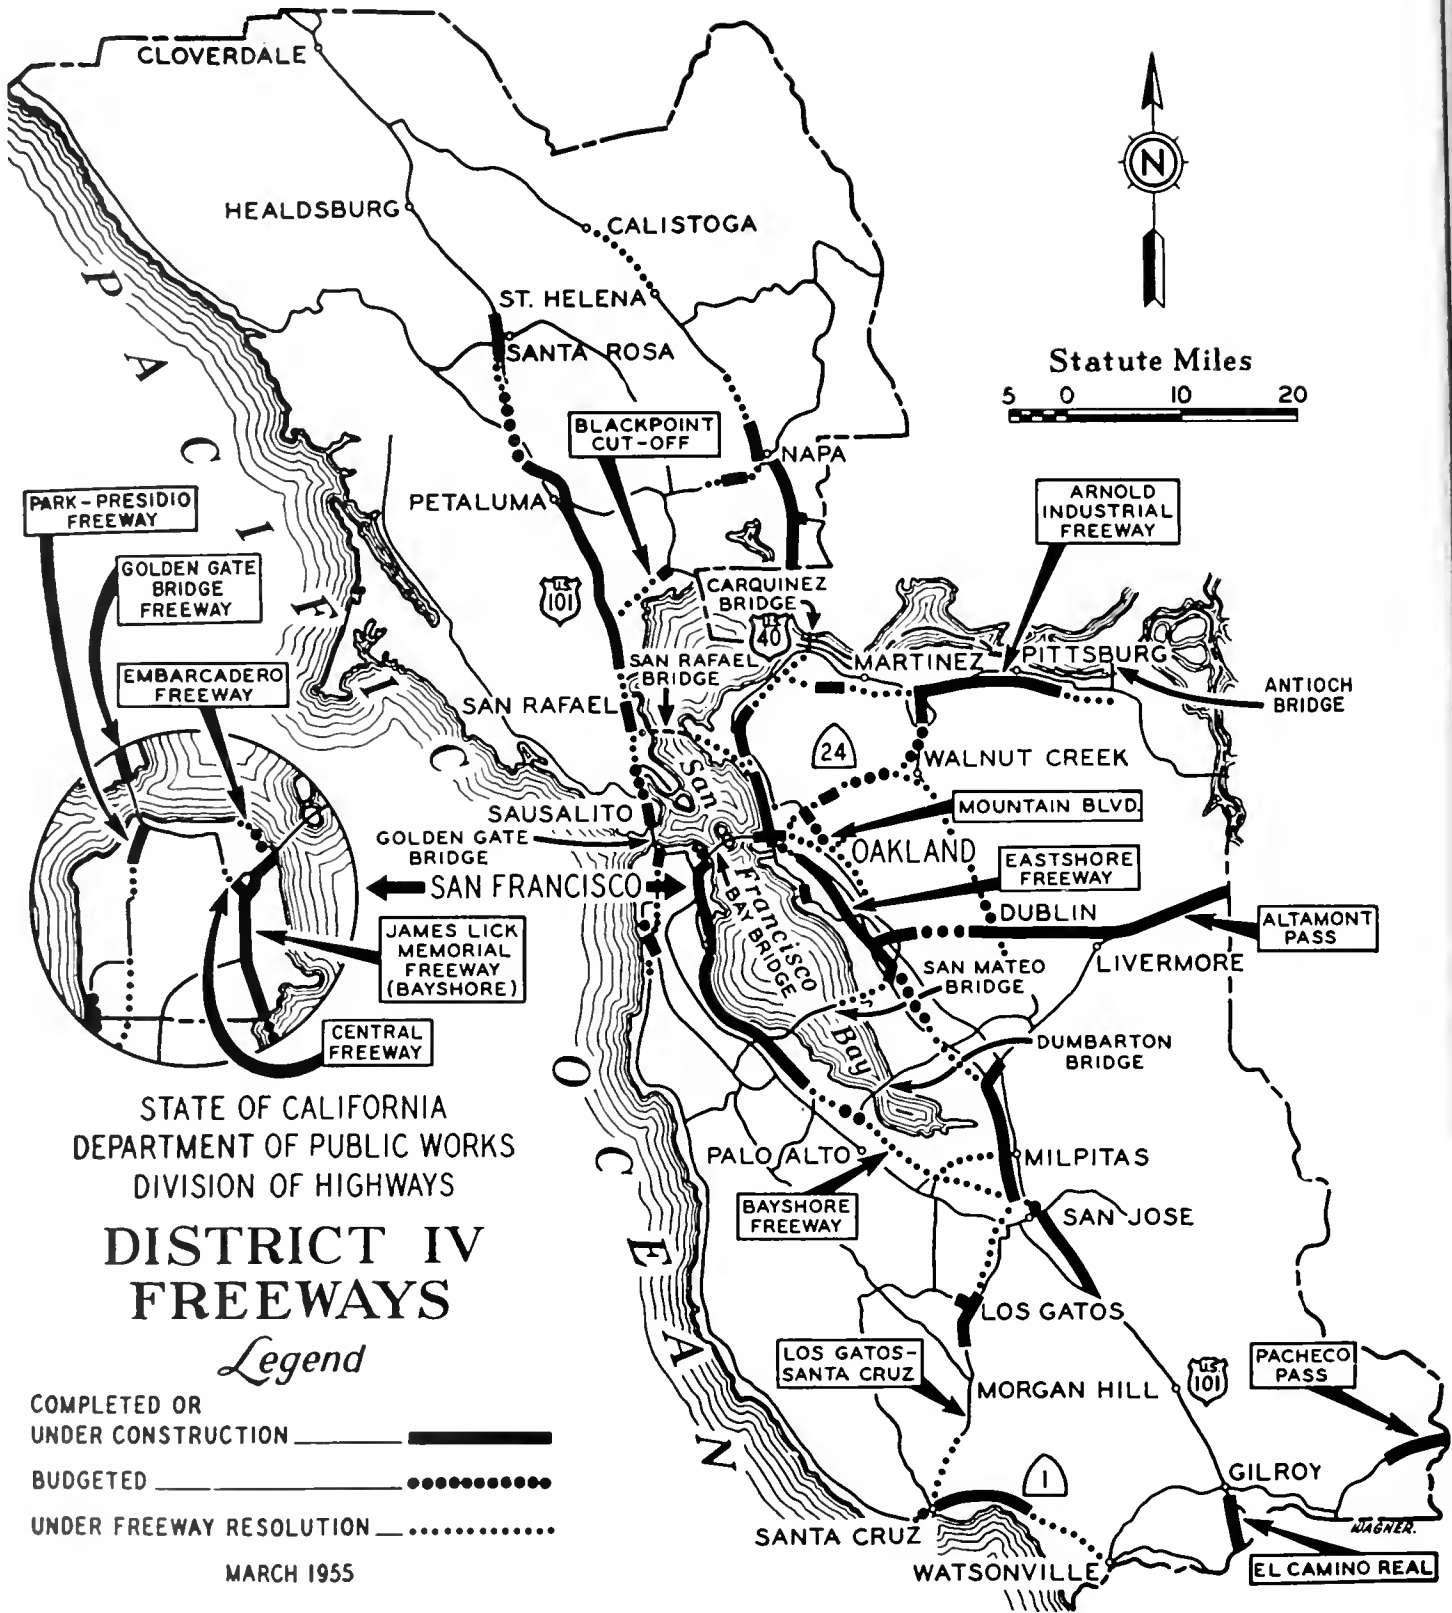 CLOVERDALE
HEALDSBURG
CALISTOGA
ST. HELENA
SANTA ROSA
N
Statute Miles
5 0 10 20
BLACKPOINT
CUT-OFF
NAPA
PETALUMA
PARK-PRESIDIO
FREEWAY
GOLDEN GATE
BRIDGE
FREEWAY
EMBARCADERO
FREEWAY
U.S.
101
ARNOLD
INDUSTRIAL
FREEWAY
CARQUINEZ
BRIDGE
U.S.
40
SAN RAFAEL
BRIDGE
MARTINEZ
PITTSBURG
ANTIOCH
BRIDGE
SAN RAFAEL
24
WALNUT CREEK
SAUSALITO
MOUNTAIN BLVD.
GOLDEN GATE
BRIDGE
OAKLAND
EASTSHORE
FREEWAY
SAN FRANCISCO
BAY BRIDGE
San
Francisco
Bay
DUBLIN
ALTAMONT
PASS
LIVERMORE
JAMES LICK
MEMORIAL
FREEWAY
(BAYSHORE)
SAN MATEO
BRIDGE
CENTRAL
FREEWAY
DUMBARTON
BRIDGE
PACIFIC
OCEAN
STATE OF CALIFORNIA
DEPARTMENT OF PUBLIC WORKS
DIVISION OF HIGHWAYS
DISTRICT IV
FREEWAYS
PALO ALTO
MILPITAS
BAYSHORE
FREEWAY
SAN JOSE
LOS GATOS
LOS GATOS-
SANTA CRUZ
MORGAN HILL
U.S.
101
PACHECO
PASS
GILROY
1
SANTA CRUZ
WATSONVILLE
WAGNER.
EL CAMINO REAL
Legend
COMPLETED OR
UNDER CONSTRUCTION
BUDGETED
UNDER FREEWAY RESOLUTION
MARCH 1955